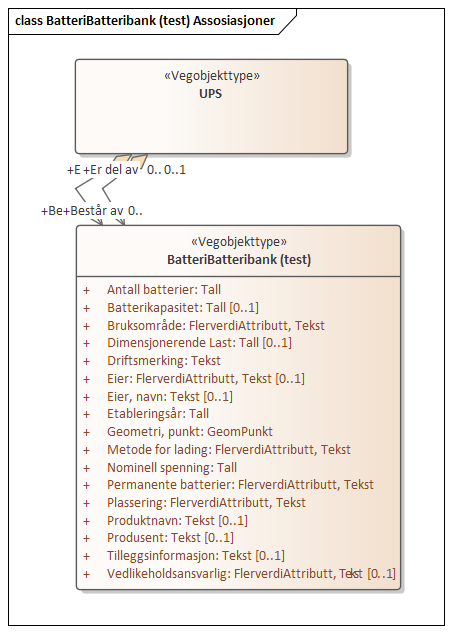 class BatteriBatteribank (test) Assosiasjoner
«Vegobjekttype»
UPS
+E +Er del av 0.. 0..1
+Be+Består av 0..
«Vegobjekttype»
BatteriBatteribank (test)
+ Antall batterier: Tall
+ Batterikapasitet: Tall [0..1]
+ Bruksområde: FlerverdiAttributt, Tekst
+ Dimensjonerende Last: Tall [0..1]
+ Driftsmerking: Tekst
+ Eier: FlerverdiAttributt, Tekst [0..1]
+ Eier, navn: Tekst [0..1]
+ Etableringsår: Tall
+ Geometri, punkt: GeomPunkt
+ Metode for lading: FlerverdiAttributt, Tekst
+ Nominell spenning: Tall
+ Permanente batterier: FlerverdiAttributt, Tekst
+ Plassering: FlerverdiAttributt, Tekst
+ Produktnavn: Tekst [0..1]
+ Produsent: Tekst [0..1]
+ Tilleggsinformasjon: Tekst [0..1]
+ Vedlikeholdsansvarlig: FlerverdiAttributt, Tekst [0..1]